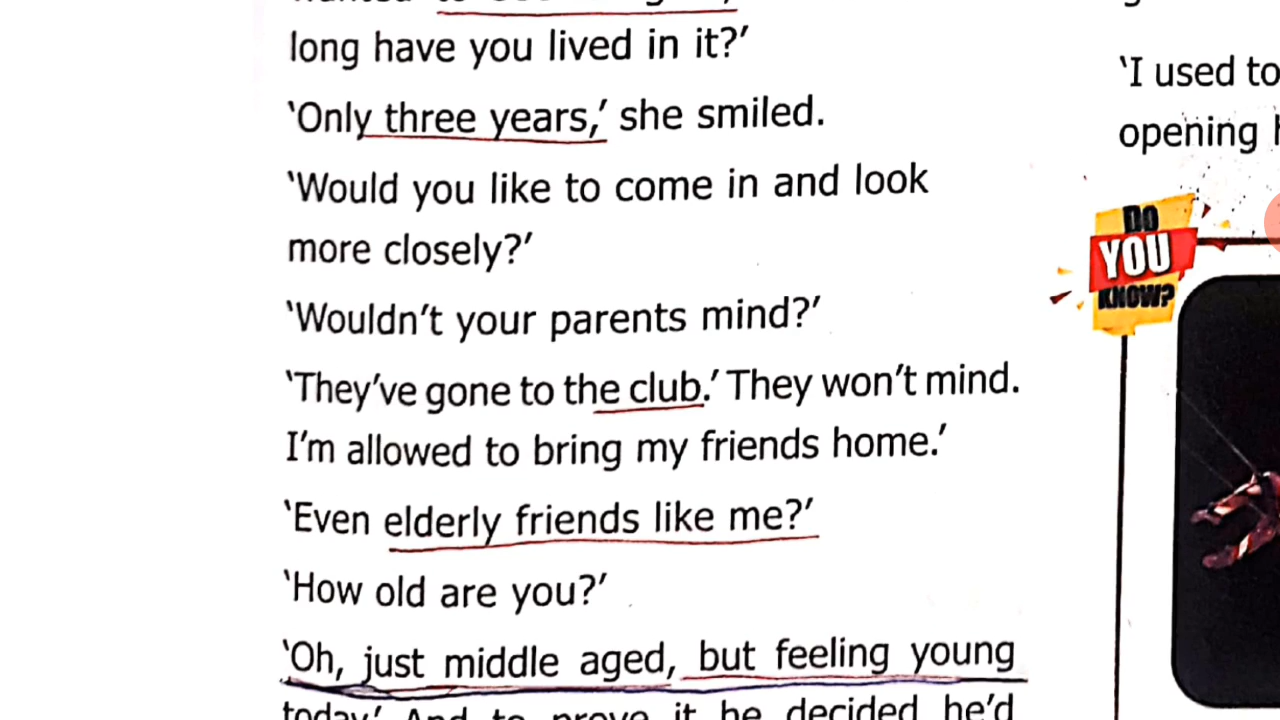 long have you lived in it?’
‘Only three years,’ she smiled.
‘Would you like to come in and look
more closely?’
‘Wouldn’t your parents mind?’
‘They’ve gone to the club.’ They won’t mind.
I’m allowed to bring my friends home.’
‘Even elderly friends like me?’
‘How old are you?’
‘Oh, just middle aged, but feeling young
today.’ And to prove it he decided he’d
‘I used to
opening
DO
YOU
KNOW?